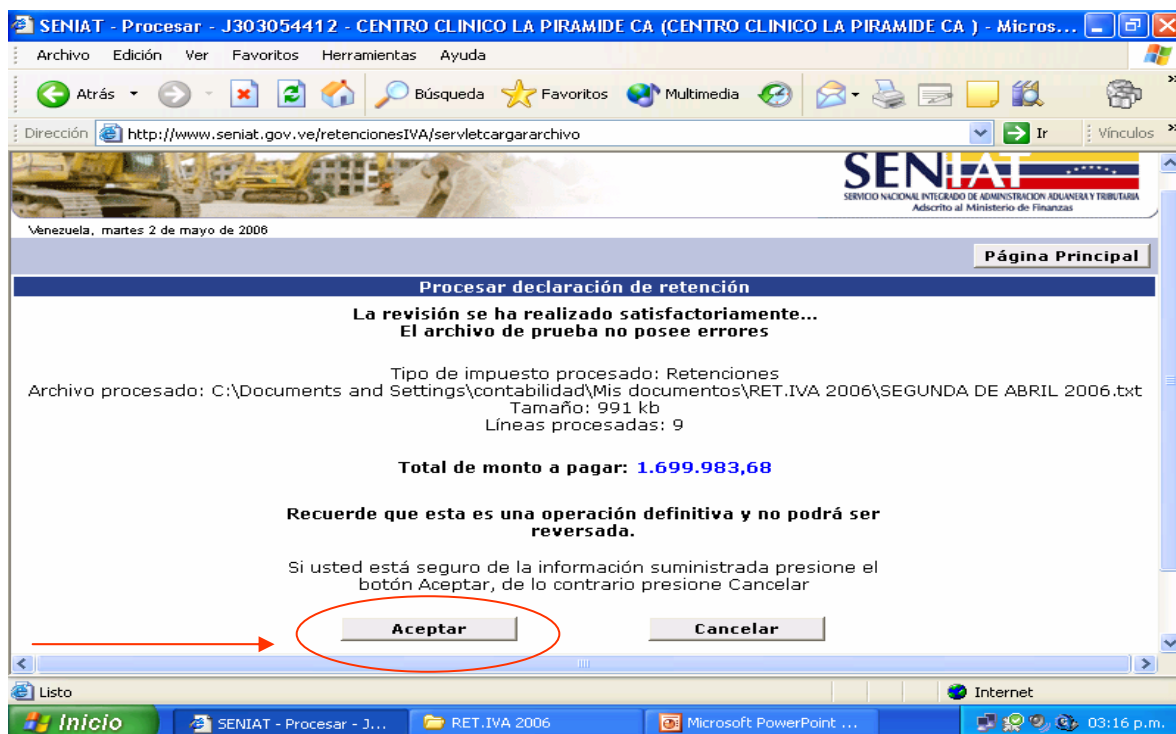 SENIAT - Procesar - J303054412 - CENTRO CLINICO LA PIRAMIDE CA (CENTRO CLINICO LA PIRAMIDE CA ) - Micros...
Archivo Edición Ver Favoritos Herramientas Ayuda
Atrás Búsqueda Favoritos Multimedia
Dirección http://www.seniat.gov.ve/retencionesIVA/servletcargararchivo Ir Vínculos
SENIAT
SERVICIO NACIONAL INTEGRADO DE ADMINISTRACION ADUANERA Y TRIBUTARIA
Adscrito al Ministerio de Finanzas
Venezuela, martes 2 de mayo de 2006
Página Principal
Procesar declaración de retención
La revisión se ha realizado satisfactoriamente...
El archivo de prueba no posee errores
Tipo de impuesto procesado: Retenciones
Archivo procesado: C:\Documents and Settings\contabilidad\Mis documentos\RET.IVA 2006\SEGUNDA DE ABRIL 2006.txt
Tamaño: 991 kb
Líneas procesadas: 9
Total de monto a pagar: 1.699.983,68
Recuerde que esta es una operación definitiva y no podrá ser
reversada.
Si usted está seguro de la información suministrada presione el
botón Aceptar, de lo contrario presione Cancelar
Aceptar Cancelar
Listo Internet
Inicio SENIAT - Procesar - J... RET.IVA 2006 Microsoft PowerPoint ... 03:16 p.m.